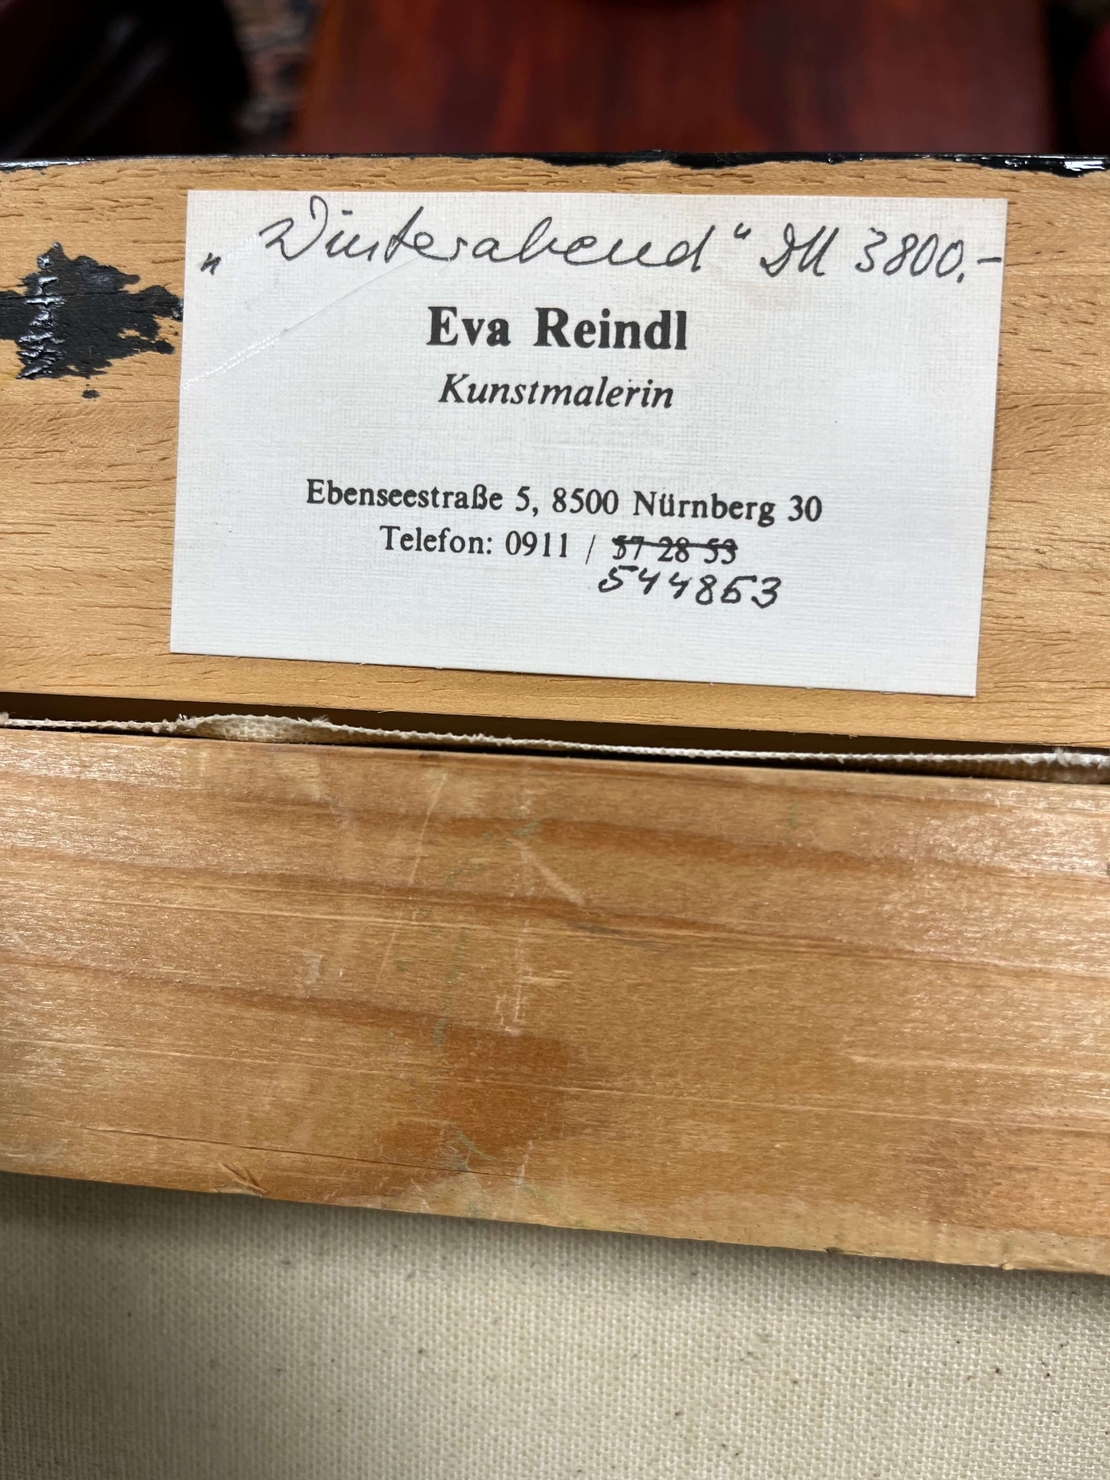 „Winterabend“ DM 3800,-
Eva Reindl
Kunstmalerin
Ebenseestraße 5, 8500 Nürnberg 30
Telefon: 0911 / 57 28 53
544853